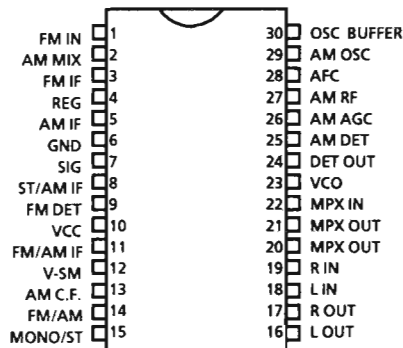 FM IN 1 30 OSC BUFFER
AM MIX 2 29 AM OSC
FM IF 3 28 AFC
REG 4 27 AM RF
AM IF 5 26 AM AGC
GND 6 25 AM DET
SIG 7 24 DET OUT
ST/AM IF 8 23 VCO
FM DET 9 22 MPX IN
VCC 10 21 MPX OUT
FM/AM IF 11 20 MPX OUT
V-SM 12 19 R IN
AM C.F. 13 18 L IN
FM/AM 14 17 R OUT
MONO/ST 15 16 L OUT